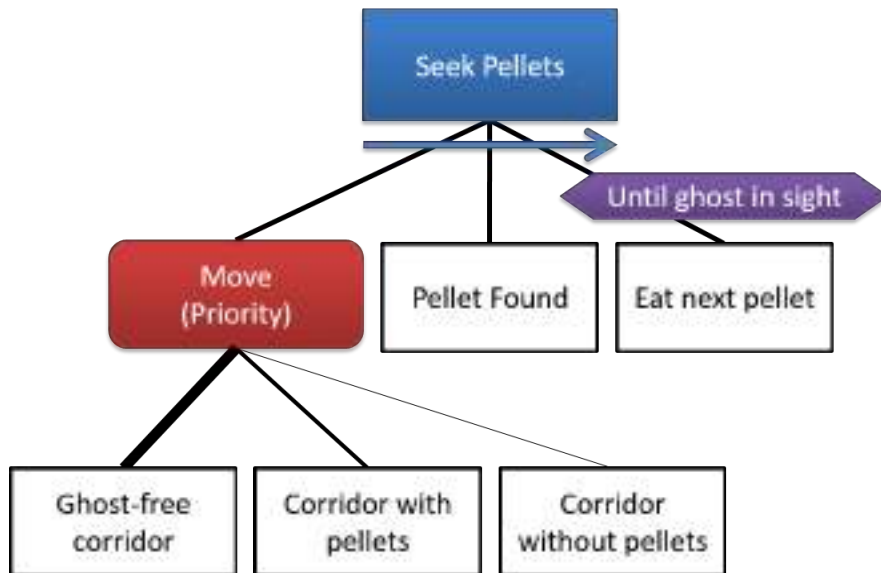 Seek Pellets
Until ghost in sight
Move
(Priority)
Pellet Found
Eat next pellet
Ghost-free
corridor
Corridor with
pellets
Corridor
without pellets